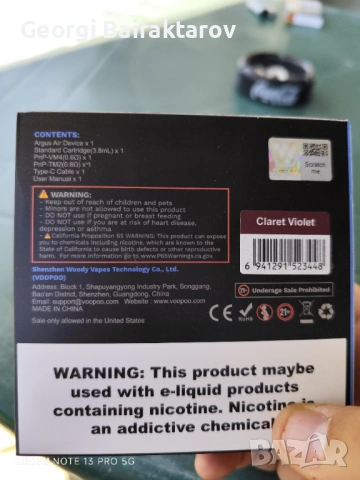 Georgi Bairaktarov
Coca-Cola
CONTENTS:
Argus Air Device x 1
Standard Cartridge(3.8mL) x 1
PnP-VM4(0.6Ω) x 1
PnP-TM2(0.8Ω) x 1
Type-C Cable x 1
User Manual x 1
WARNING:
- Keep out of reach of children and pets
- Minors are not allowed to use this product
- DO NOT use if pregnant or breast feeding
- DO NOT use if you are at risk of heart disease,
depression or asthma
California Proposition 65 WARNING: This product can expose
you to chemicals including nicotine, which are known to the
State of California to cause birth defects or other reproductive
harm. For more information go to www.P65Warnings.ca.gov.
Scratch
me
Claret Violet
6 941291 523448
Shenzhen Woody Vapes Technology Co., Ltd.
(VOOPOO)
Address: Block 1, Shapuyangyong Industry Park, Songgang,
Bao'an District, Shenzhen, Guangdong, China
Email: support@voopoo.com Web: www.voopoo.com
MADE IN CHINA
Sale only allowed in the United States
21+ Underage Sale Prohibited
CE FC 21+
WARNING: This product maybe
used with e-liquid products
containing nicotine. Nicotine is
an addictive chemical.
NOTE 13 PRO 5G
bazar.bg